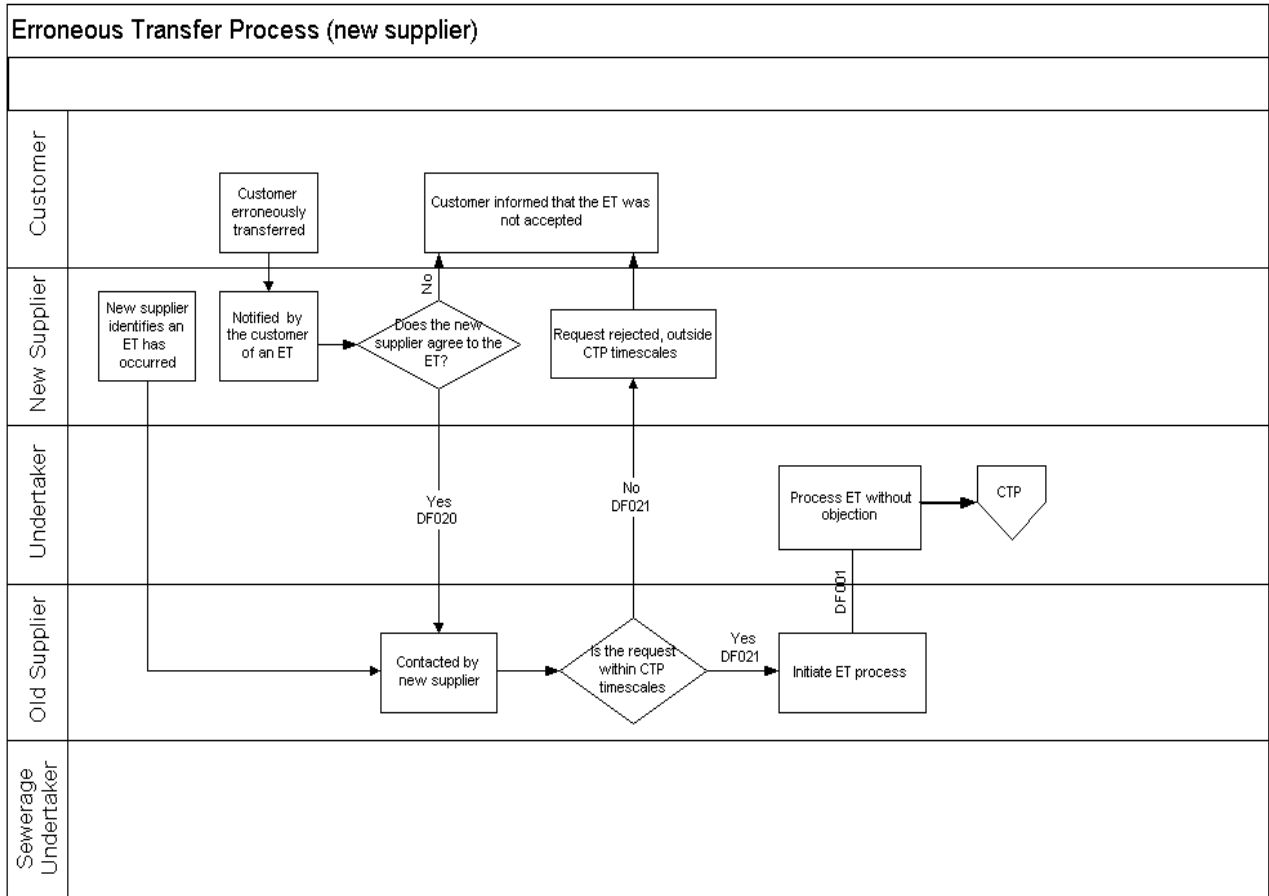 Erroneous Transfer Process (new supplier)
Customer
Customer
erroneously
transferred
Customer informed that the ET was
not accepted
New Supplier
New supplier
identifies an
ET has
occurred
Notified by
the customer
of an ET
Does the new
supplier agree to the
ET?
No
Request rejected, outside
CTP timescales
Undertaker
Yes
DF020
No
DF021
Process ET without
objection
CTP
DF001
Old Supplier
Contacted by
new supplier
Is the request
within CTP
timescales
Yes
DF021
Initiate ET process
Sewerage
Undertaker